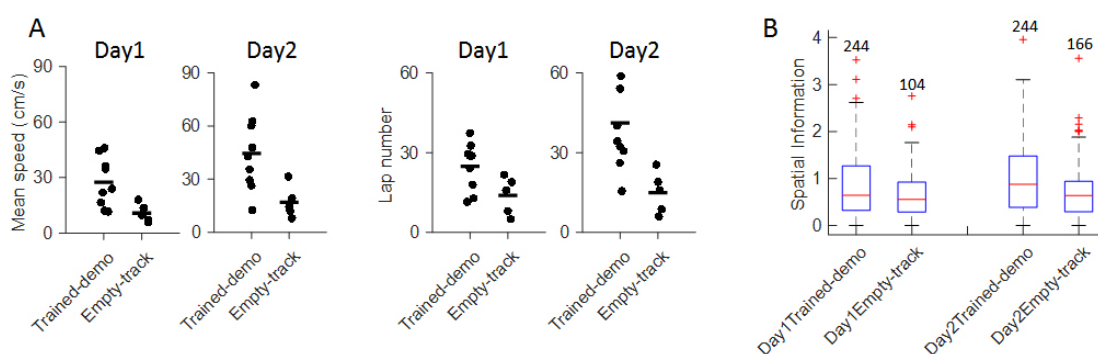 A
Day1
Day2
Day1
Day2
Mean speed (cm/s)
90
60
30
0
Trained-demo
Empty-track
90
60
30
0
Trained-demo
Empty-track
Lap number
60
30
0
Trained-demo
Empty-track
60
30
0
Trained-demo
Empty-track
B
Spatial Information
4
3
2
1
0
244
104
244
166
Day1Trained-demo
Day1Empty-track
Day2Trained-demo
Day2Empty-track